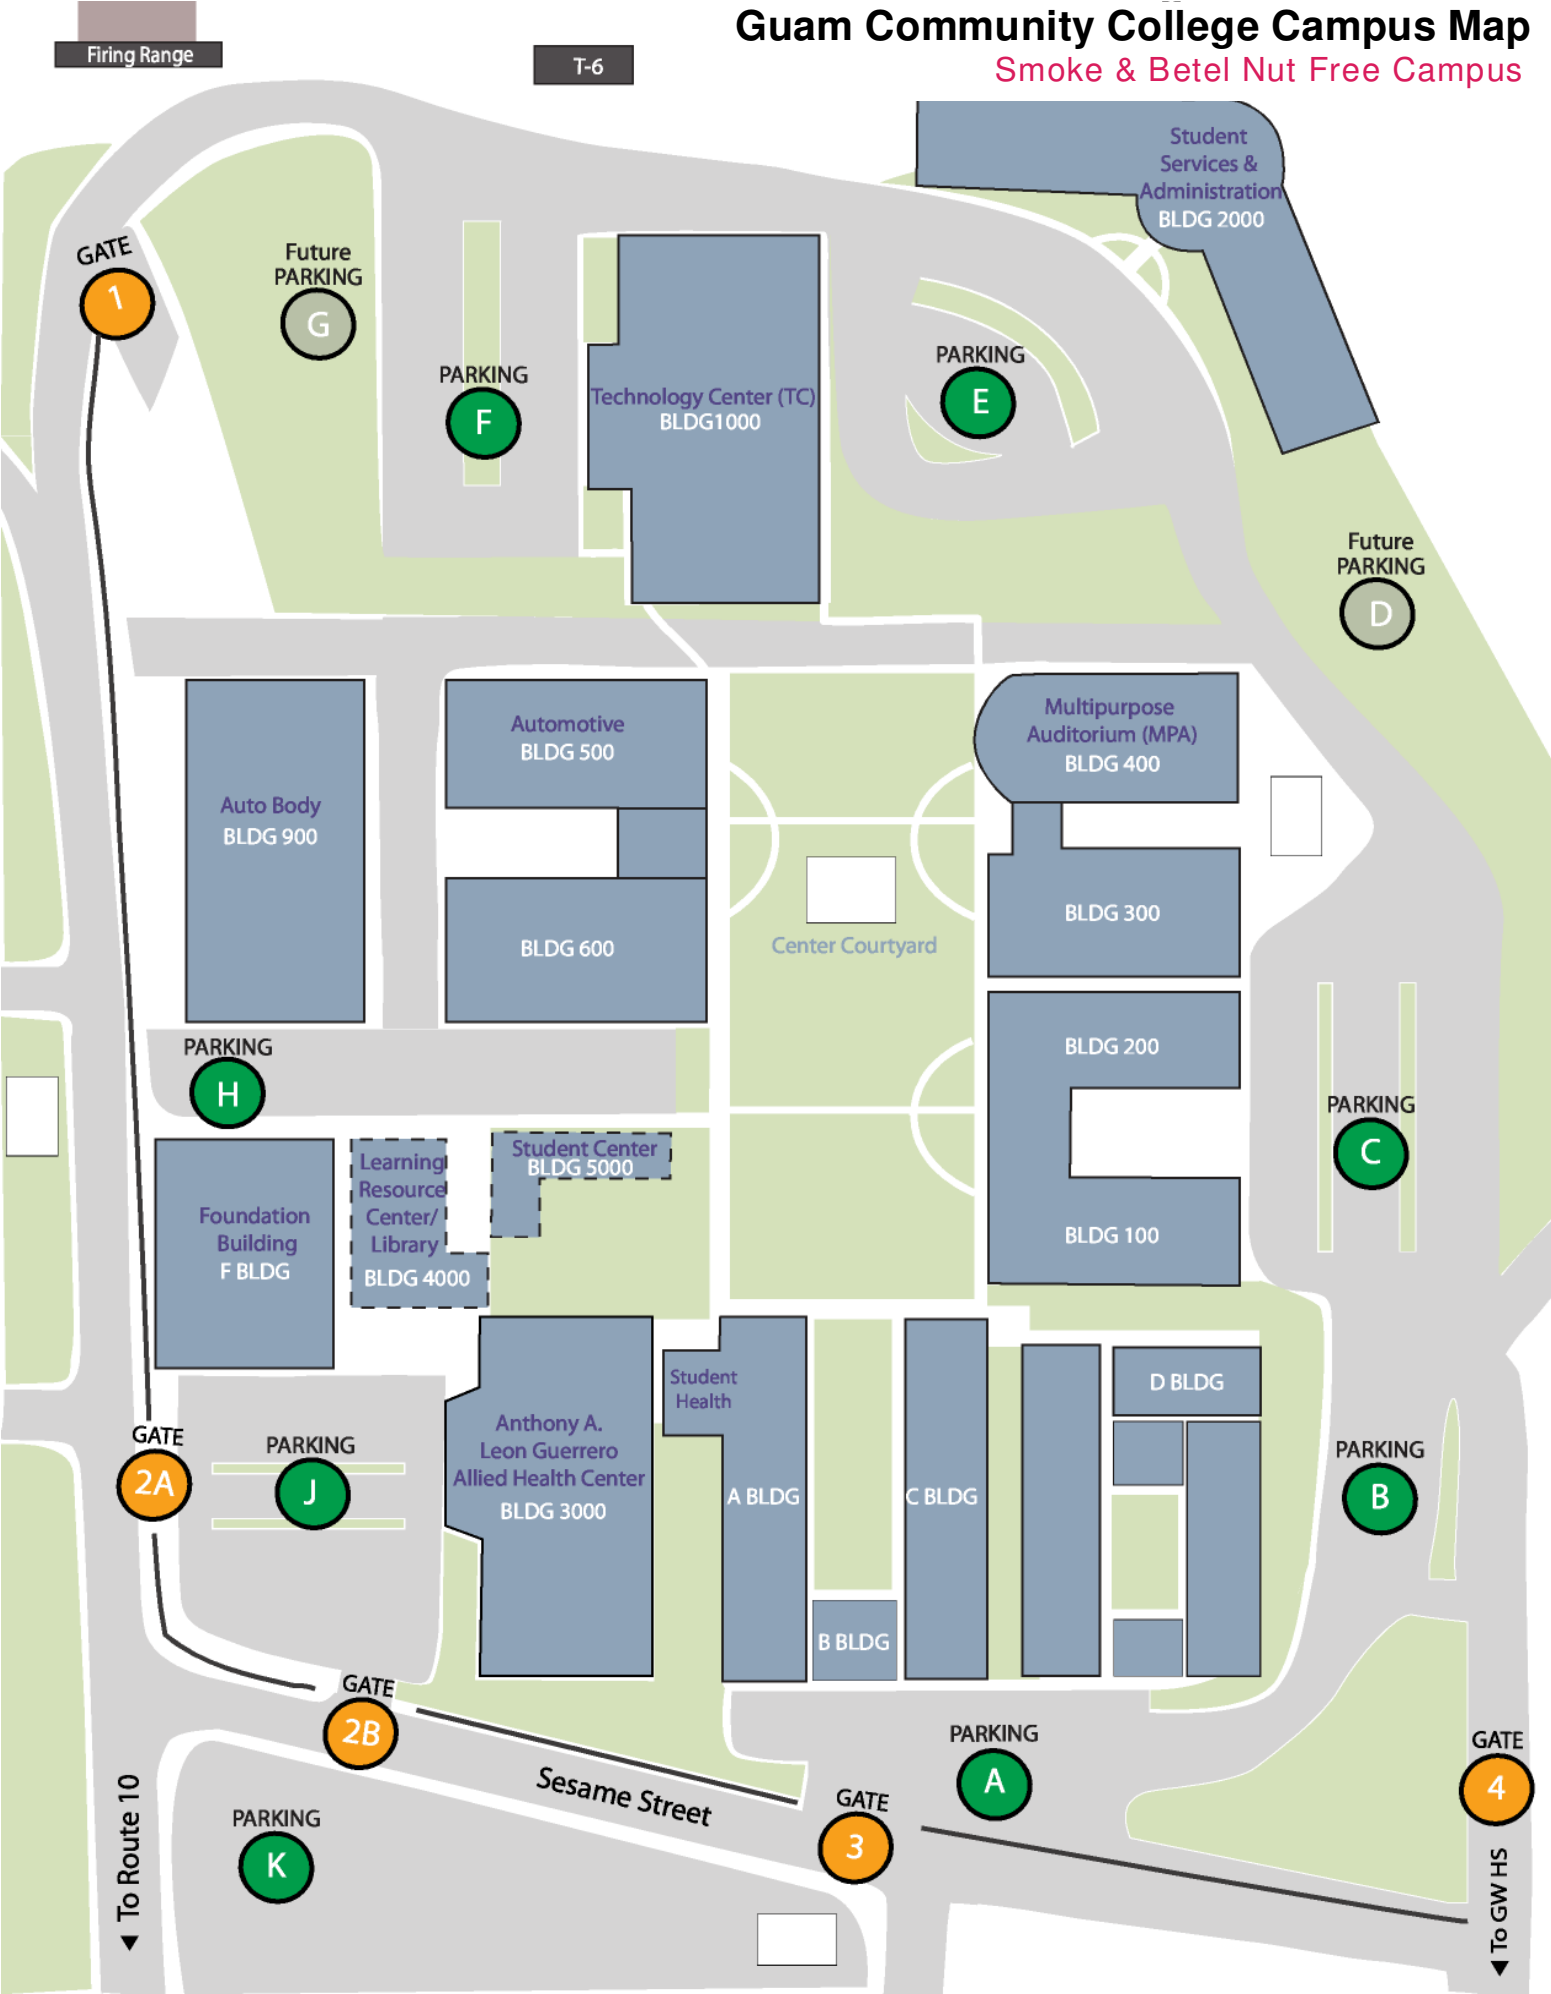 Guam Community College Campus Map
Smoke & Betel Nut Free Campus
Firing Range
T-6
Student
Services &
Administration
BLDG 2000
GATE
1
Future
PARKING
G
PARKING
F
Technology Center (TC)
BLDG1000
PARKING
E
Future
PARKING
D
Auto Body
BLDG 900
Automotive
BLDG 500
BLDG 600
Multipurpose
Auditorium (MPA)
BLDG 400
BLDG 300
Center Courtyard
BLDG 200
BLDG 100
PARKING
H
PARKING
C
Foundation
Building
F BLDG
Learning
Resource
Center/
Library
BLDG 4000
Student Center
BLDG 5000
GATE
2A
PARKING
J
Anthony A.
Leon Guerrero
Allied Health Center
BLDG 3000
Student
Health
A BLDG
B BLDG
C BLDG
D BLDG
PARKING
B
GATE
2B
Sesame Street
PARKING
A
GATE
3
GATE
4
PARKING
K
To Route 10
To GW HS